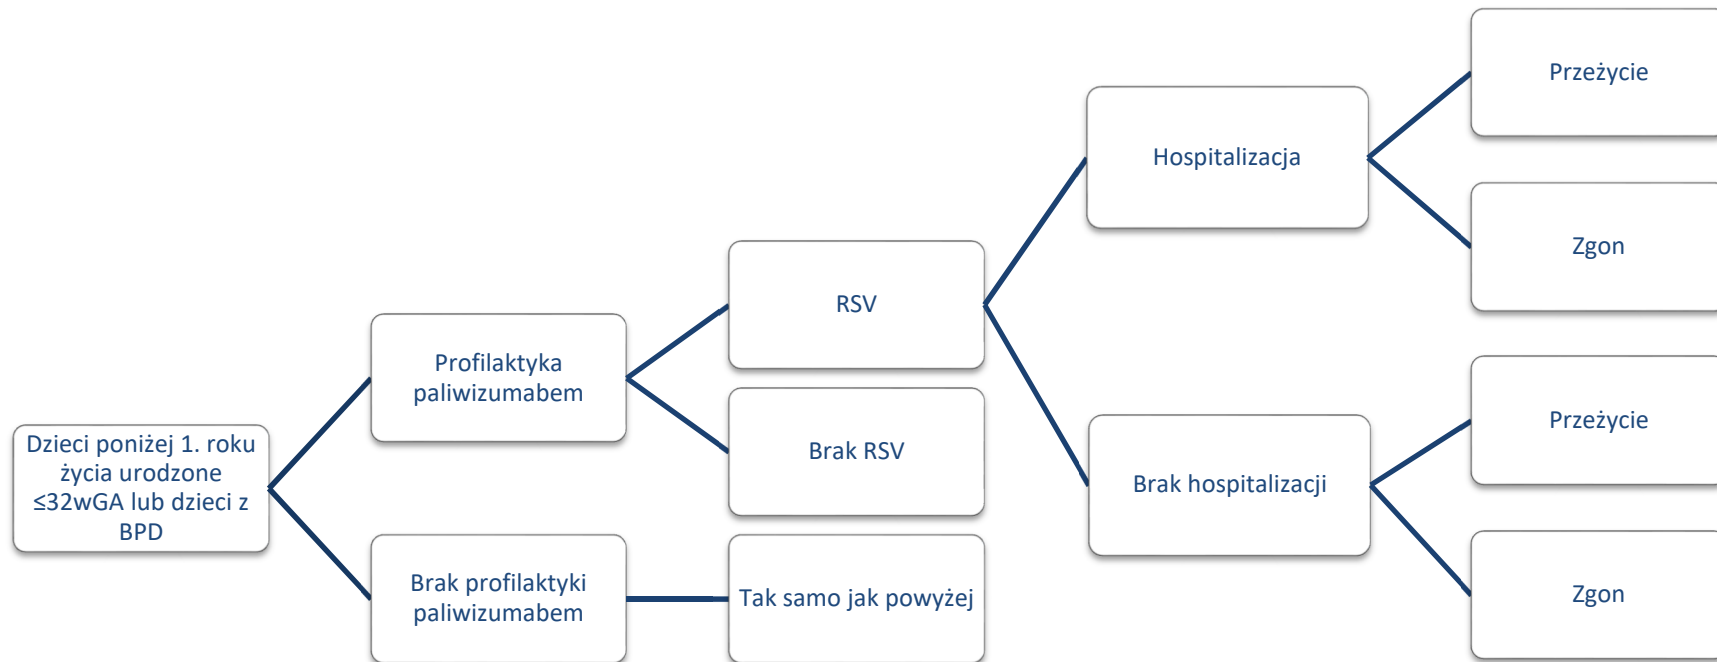 Dzieci poniżej 1. roku
życia urodzone
≤32wGA lub dzieci z
BPD
Profilaktyka
paliwizumabem
Brak profilaktyki
paliwizumabem
RSV
Brak RSV
Tak samo jak powyżej
Hospitalizacja
Brak hospitalizacji
Przeżycie
Zgon
Przeżycie
Zgon